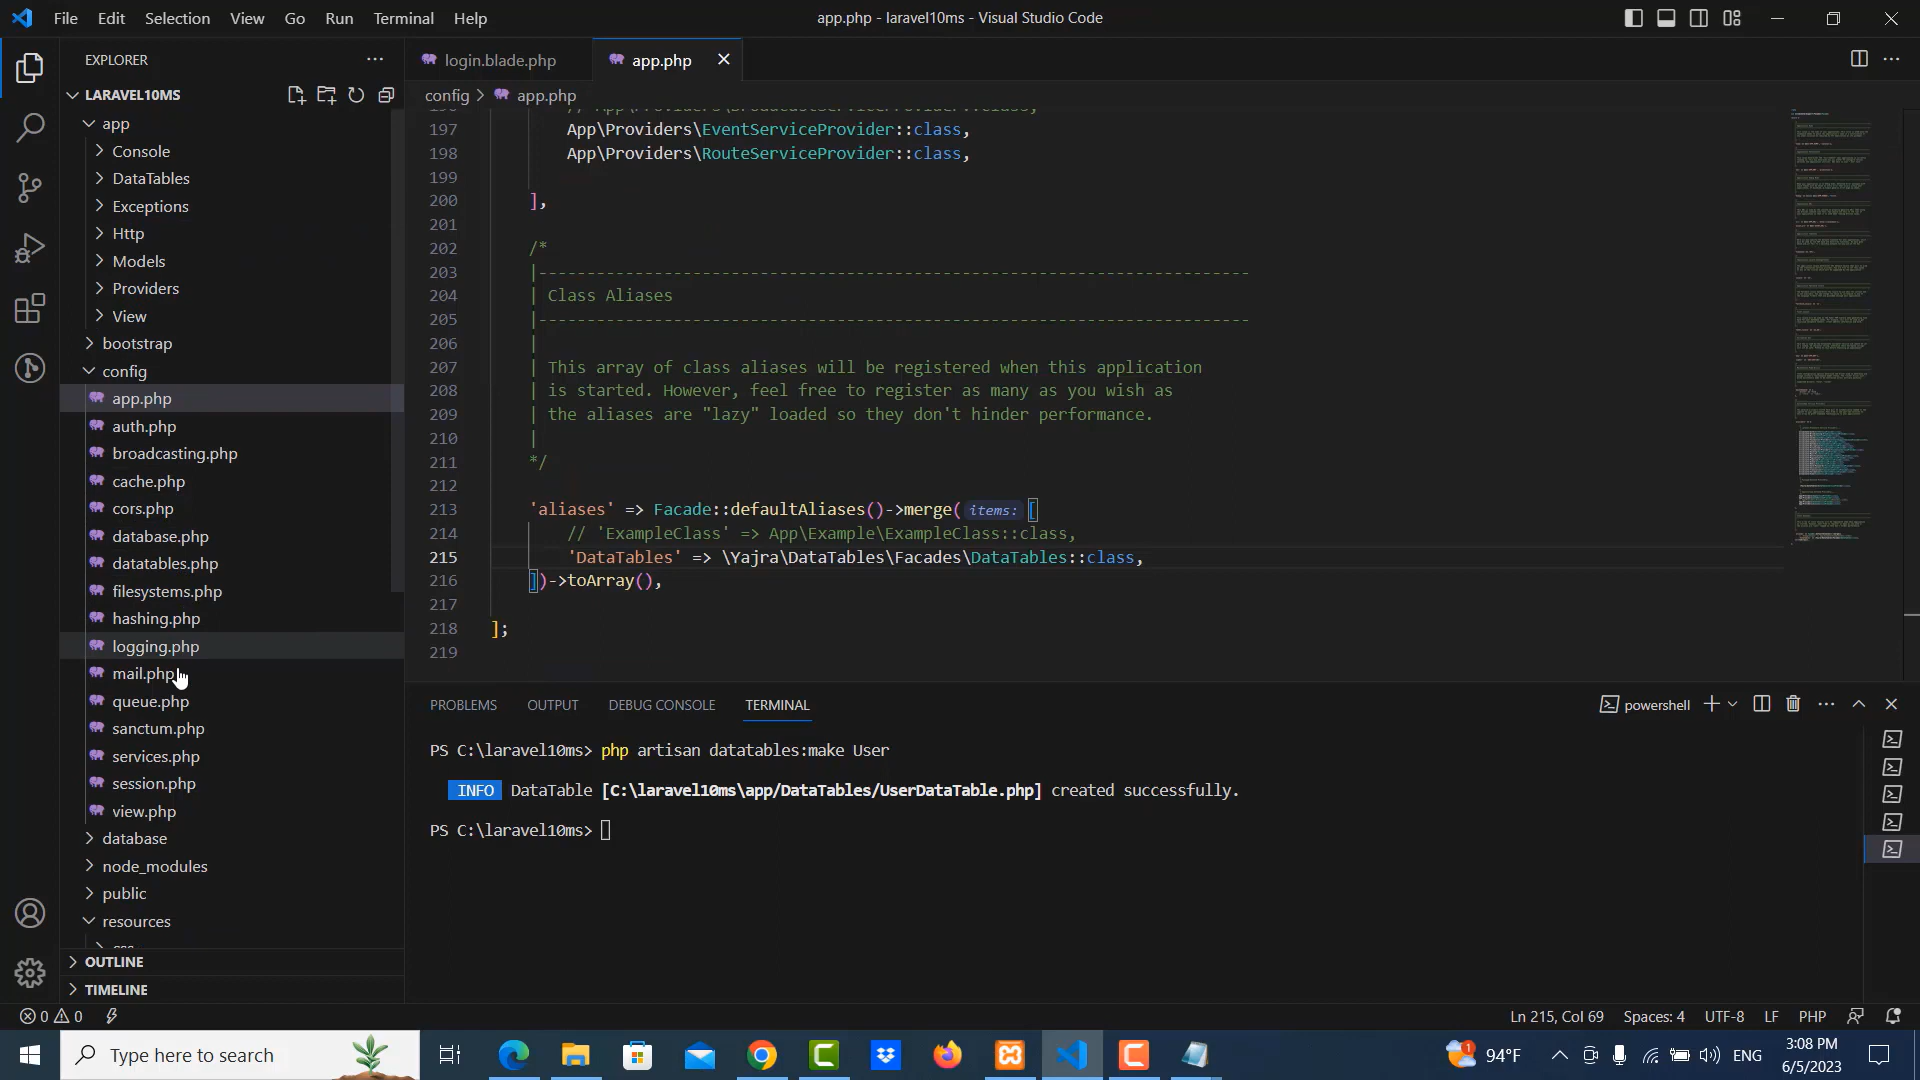 File Edit Selection View Go Run Terminal Help
app.php - laravel10ms - Visual Studio Code
EXPLORER
LARAVEL10MS
app
Console
DataTables
Exceptions
Http
Models
Providers
View
bootstrap
config
app.php
auth.php
broadcasting.php
cache.php
cors.php
database.php
datatables.php
filesystems.php
hashing.php
logging.php
mail.php
queue.php
sanctum.php
services.php
session.php
view.php
database
node_modules
public
resources
css
OUTLINE
TIMELINE
login.blade.php app.php
config > app.php
196 // App\Providers\BroadcastServiceProvider::class,
197 App\Providers\EventServiceProvider::class,
198 App\Providers\RouteServiceProvider::class,
199
200 ],
201
202 /*
203 |--------------------------------------------------------------------------
204 | Class Aliases
205 |--------------------------------------------------------------------------
206 |
207 | This array of class aliases will be registered when this application
208 | is started. However, feel free to register as many as you wish as
209 | the aliases are "lazy" loaded so they don't hinder performance.
210 |
211 */
212
213 'aliases' => Facade::defaultAliases()->merge(items: [
214 // 'ExampleClass' => App\Example\ExampleClass::class,
215 'DataTables' => \Yajra\DataTables\Facades\DataTables::class,
216 ])->toArray(),
217
218 ];
219
PROBLEMS OUTPUT DEBUG CONSOLE TERMINAL
powershell
PS C:\laravel10ms> php artisan datatables:make User
INFO DataTable [C:\laravel10ms\app/DataTables/UserDataTable.php] created successfully.
PS C:\laravel10ms>
0 0
Ln 215, Col 69 Spaces: 4 UTF-8 LF PHP
Type here to search
94°F
ENG
3:08 PM
6/5/2023